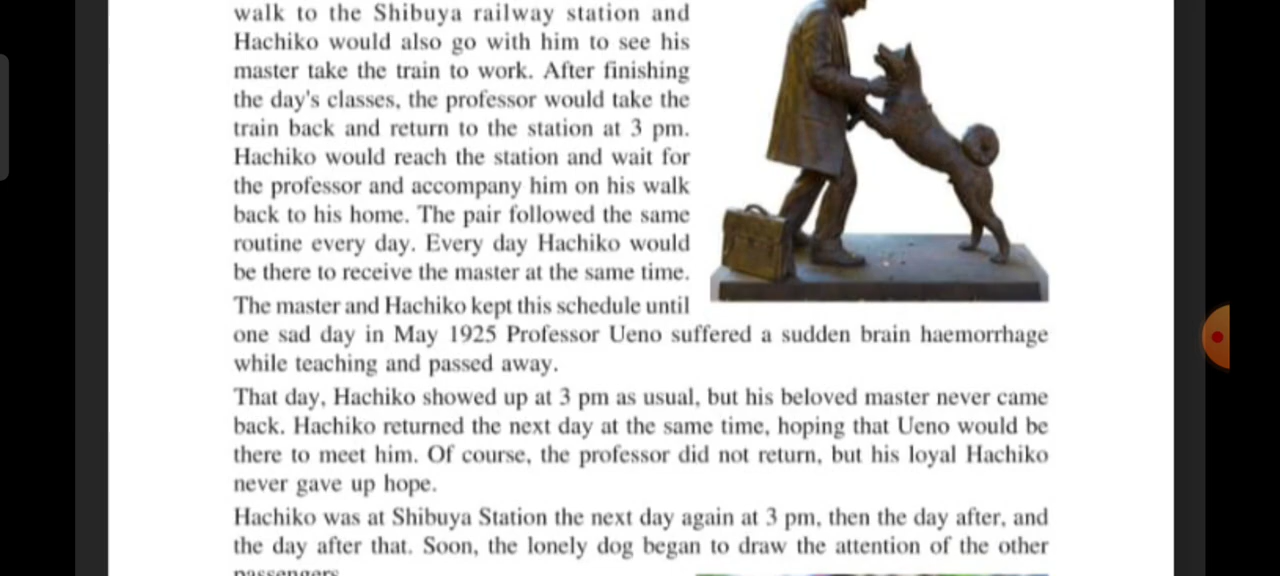 walk to the Shibuya railway station and
Hachiko would also go with him to see his
master take the train to work. After finishing
the day's classes, the professor would take the
train back and return to the station at 3 pm.
Hachiko would reach the station and wait for
the professor and accompany him on his walk
back to his home. The pair followed the same
routine every day. Every day Hachiko would
be there to receive the master at the same time.
The master and Hachiko kept this schedule until
one sad day in May 1925 Professor Ueno suffered a sudden brain haemorrhage
while teaching and passed away.
That day, Hachiko showed up at 3 pm as usual, but his beloved master never came
back. Hachiko returned the next day at the same time, hoping that Ueno would be
there to meet him. Of course, the professor did not return, but his loyal Hachiko
never gave up hope.
Hachiko was at Shibuya Station the next day again at 3 pm, then the day after, and
the day after that. Soon, the lonely dog began to draw the attention of the other
passengers